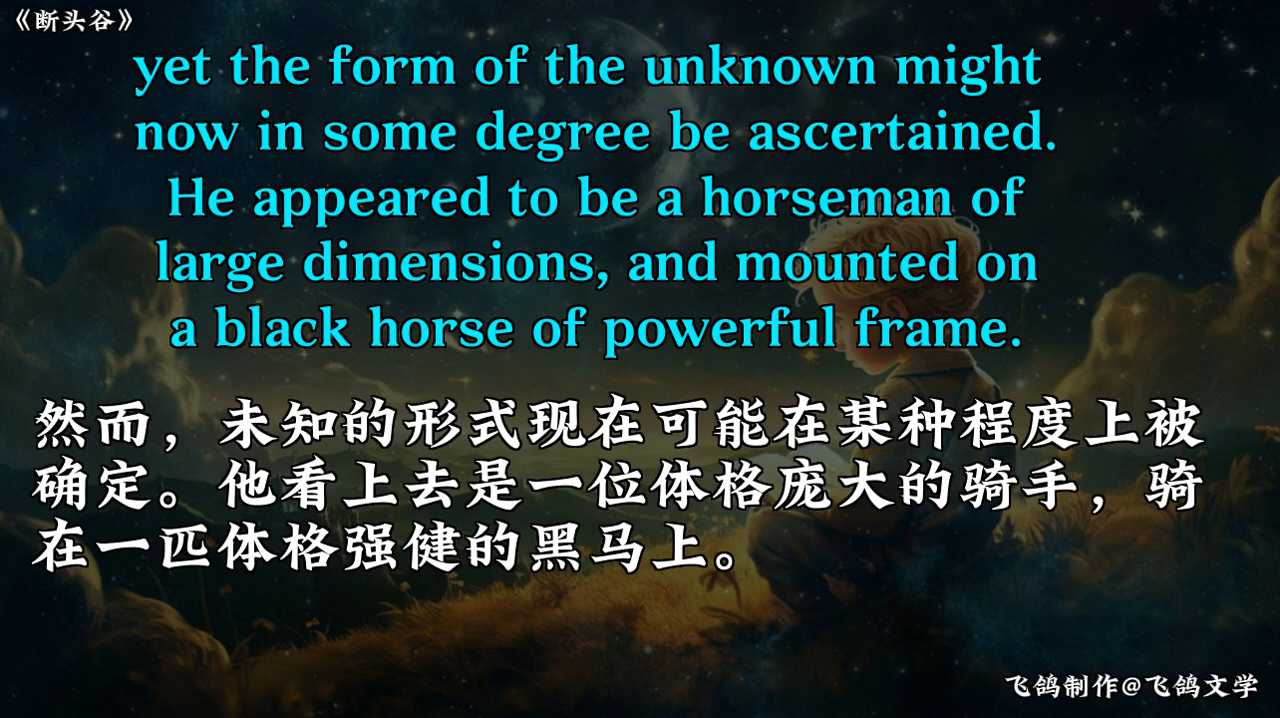 《断头谷》
yet the form of the unknown might
now in some degree be ascertained.
He appeared to be a horseman of
large dimensions, and mounted on
a black horse of powerful frame.
然而，未知的形式现在可能在某种程度上被
确定。他看上去是一位体格庞大的骑手，骑
在一匹体格强健的黑马上。
飞鸽制作@飞鸽文学